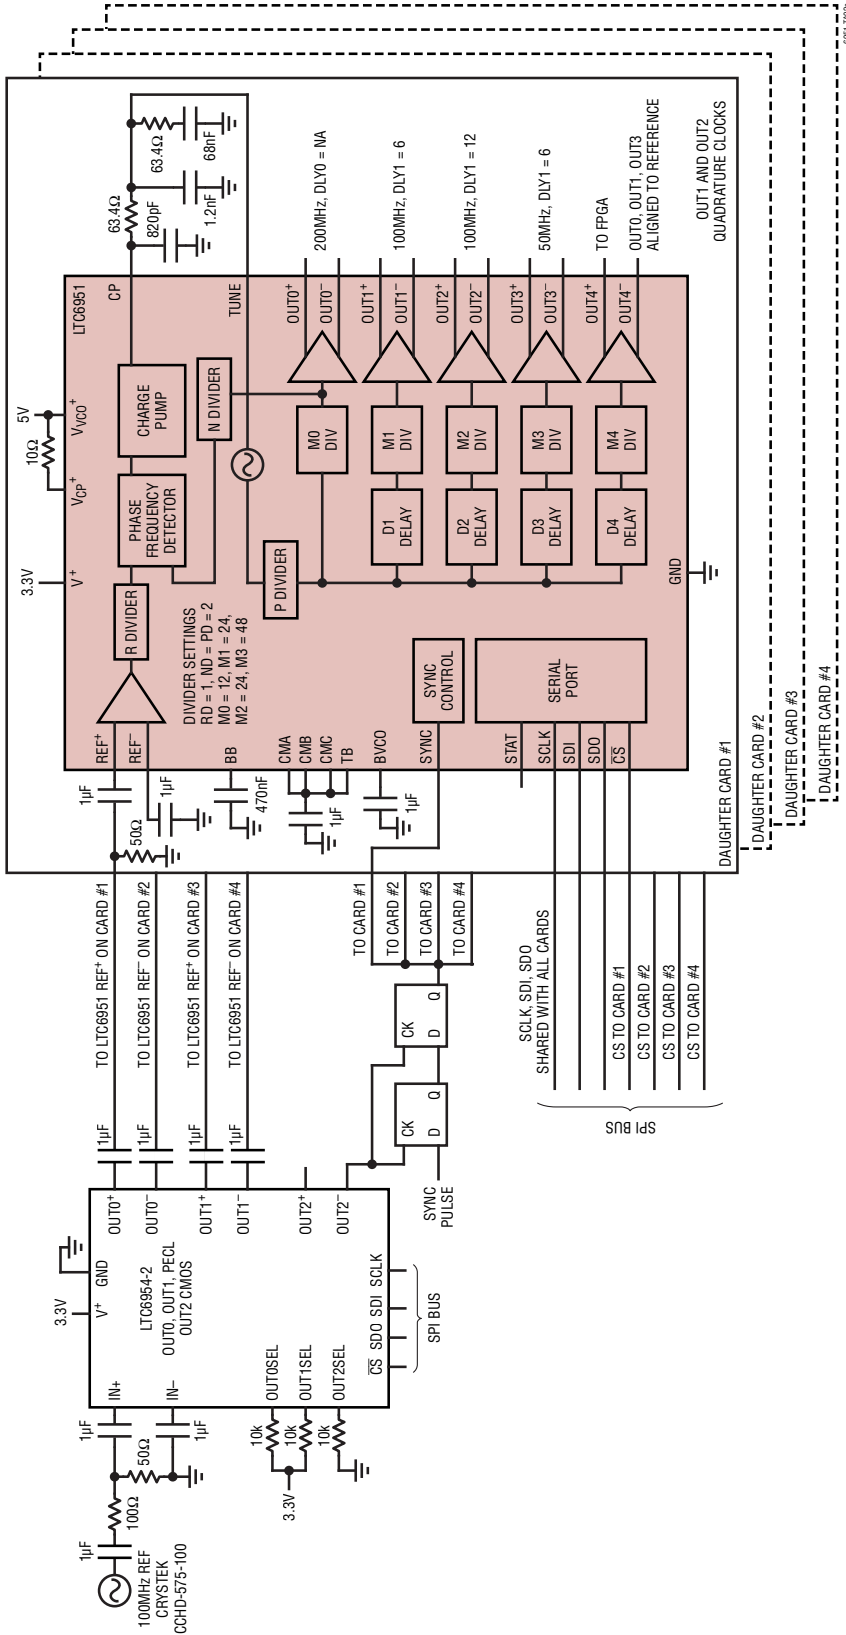 100MHz REF
CRYSTEK
CCHD-575-100
1µF
100Ω
50Ω
1µF
1µF
IN+
IN–
3.3V
V+
GND
LTC6954-2
OUT0, OUT1, PECL
OUT2 CMOS
3.3V
10k
10k
10k
OUT0SEL
OUT1SEL
OUT2SEL
CS SDO SDI SCLK
SPI BUS
OUT0+
OUT0–
OUT1+
OUT1–
OUT2+
OUT2–
1µF
1µF
1µF
1µF
TO LTC6951 REF+ ON CARD #1
TO LTC6951 REF– ON CARD #2
TO LTC6951 REF+ ON CARD #3
TO LTC6951 REF– ON CARD #4
SYNC
PULSE
CK
D
Q
CK
D
Q
TO CARD #1
TO CARD #2
TO CARD #3
TO CARD #4
SCLK, SDI, SDO
SHARED WITH ALL CARDS
CS TO CARD #1
CS TO CARD #2
CS TO CARD #3
CS TO CARD #4
SPI BUS
1µF
50Ω
1µF
470nF
1µF
1µF
REF+
REF–
BB
CMA
CMB
CMC
TB
BVCO
SYNC
STAT
SCLK
SDI
SDO
CS
3.3V
V+
10Ω
VCP+
5V
VVCO+
LTC6951
R DIVIDER
PHASE
FREQUENCY
DETECTOR
CHARGE
PUMP
N DIVIDER
P DIVIDER
DIVIDER SETTINGS
RD = 1, ND = PD = 2
M0 = 12, M1 = 24,
M2 = 24, M3 = 48
SYNC
CONTROL
SERIAL
PORT
D1
DELAY
D2
DELAY
D3
DELAY
D4
DELAY
M0
DIV
M1
DIV
M2
DIV
M3
DIV
M4
DIV
GND
CP
TUNE
63.4Ω
820pF
1.2nF
63.4Ω
68nF
OUT0+
OUT0–
OUT1+
OUT1–
OUT2+
OUT2–
OUT3+
OUT3–
OUT4+
OUT4–
200MHz, DLY0 = NA
100MHz, DLY1 = 6
100MHz, DLY1 = 12
50MHz, DLY1 = 6
TO FPGA
OUT0, OUT1, OUT3
ALIGNED TO REFERENCE
OUT1 AND OUT2
QUADRATURE CLOCKS
DAUGHTER CARD #1
DAUGHTER CARD #2
DAUGHTER CARD #3
DAUGHTER CARD #4